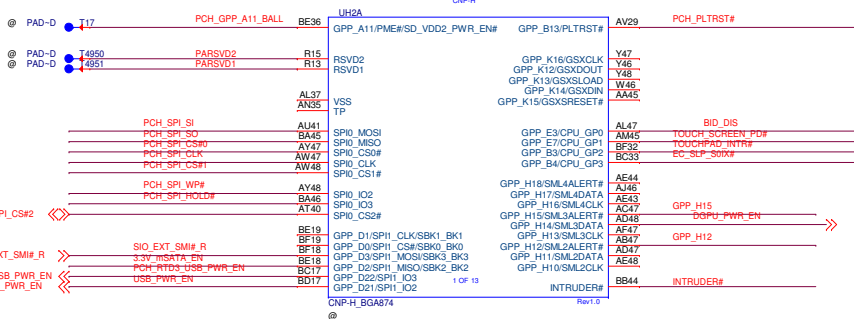 CNP-H
UH2A
@ PAD~D T17 PCH_GPP_A11_BALL BE36 GPP_A11/PME#/SD_VDD2_PWR_EN# GPP_B13/PLTRST# AV29 PCH_PLTRST#
@ PAD~D T4950 PARSVD2 R15 RSVD2 GPP_K16/GSXCLK Y47
@ PAD~D T4951 PARSVD1 R13 RSVD1 GPP_K12/GSXDOUT Y46
GPP_K13/GSXSLOAD Y48
GPP_K14/GSXDIN W46
AL37 VSS GPP_K15/GSXSRESET# AA45
AN35 TP
PCH_SPI_SI AU41 SPI0_MOSI GPP_E3/CPU_GP0 AL47 BID_DIS
PCH_SPI_SO BA45 SPI0_MISO GPP_E7/CPU_GP1 AM45 TOUCH_SCREEN_PD#
PCH_SPI_CS#0 AY47 SPI0_CS0# GPP_B3/CPU_GP2 BF32 TOUCHPAD_INTR#
PCH_SPI_CLK AW47 SPI0_CLK GPP_B4/CPU_GP3 BC33 EC_SLP_S0IX#
PCH_SPI_CS#1 AW48 SPI0_CS1#
GPP_H18/SML4ALERT# AE44
PCH_SPI_WP# AY48 SPI0_IO2 GPP_H17/SML4DATA AJ46
PCH_SPI_HOLD# BA46 SPI0_IO3 GPP_H16/SML4CLK AE43
PI_CS#2 AT40 SPI0_CS2# GPP_H15/SML3ALERT# AC47 GPP_H15
GPP_H14/SML3DATA AD48 DGPU_PWR_EN
BE19 GPP_D1/SPI1_CLK/SBK1_BK1 GPP_H13/SML3CLK AF47
BF19 GPP_D0/SPI1_CS#/SBK0_BK0 GPP_H12/SML2ALERT# AB47 GPP_H12
EXT_SMI#_R SIO_EXT_SMI#_R BF18 GPP_D3/SPI1_MOSI/SBK3_BK3 GPP_H11/SML2DATA AD47
3.3V_mSATA_EN BE18 GPP_D2/SPI1_MISO/SBK2_BK2 GPP_H10/SML2CLK AE48
SB_PWR_EN PCH_RTD3_USB_PWR_EN BC17 GPP_D22/SPI1_IO3
_PWR_EN USB_PWR_EN BD17 GPP_D21/SPI1_IO2 1 OF 13 INTRUDER# BB44 INTRUDER#
CNP-H_BGA874 Rev1.0
@